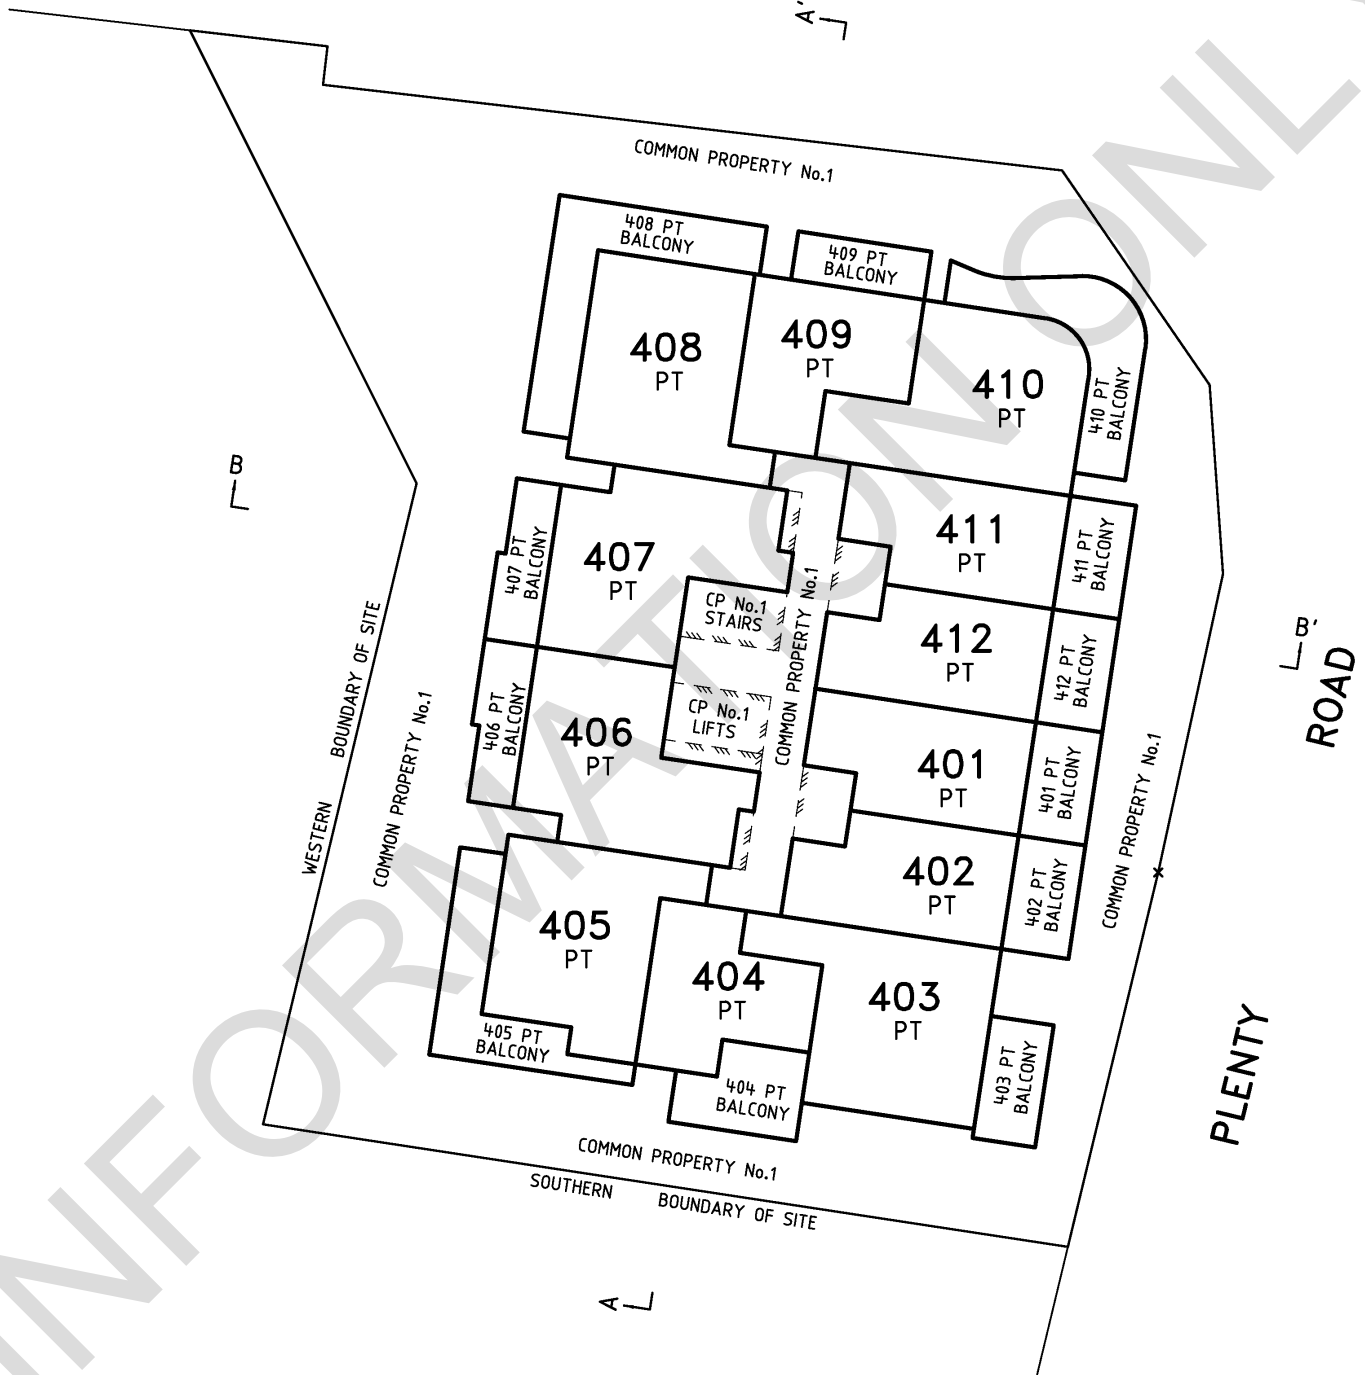 A'
COMMON PROPERTY No.1
408 PT
BALCONY
409 PT
BALCONY
408
PT
409
PT
410
PT
410 PT
BALCONY
B
407 PT
BALCONY
407
PT
411
PT
411 PT
BALCONY
CP No.1
STAIRS
COMMON PROPERTY No.1
412
PT
412 PT
BALCONY
B'
WESTERN BOUNDARY OF SITE
COMMON PROPERTY No.1
406 PT
BALCONY
406
PT
CP No.1
LIFTS
401
PT
401 PT
BALCONY
COMMON PROPERTY No.1
PLENTY ROAD
402
PT
402 PT
BALCONY
405
PT
404
PT
403
PT
405 PT
BALCONY
404 PT
BALCONY
403 PT
BALCONY
COMMON PROPERTY No.1
SOUTHERN BOUNDARY OF SITE
A
INFORMATION ONL